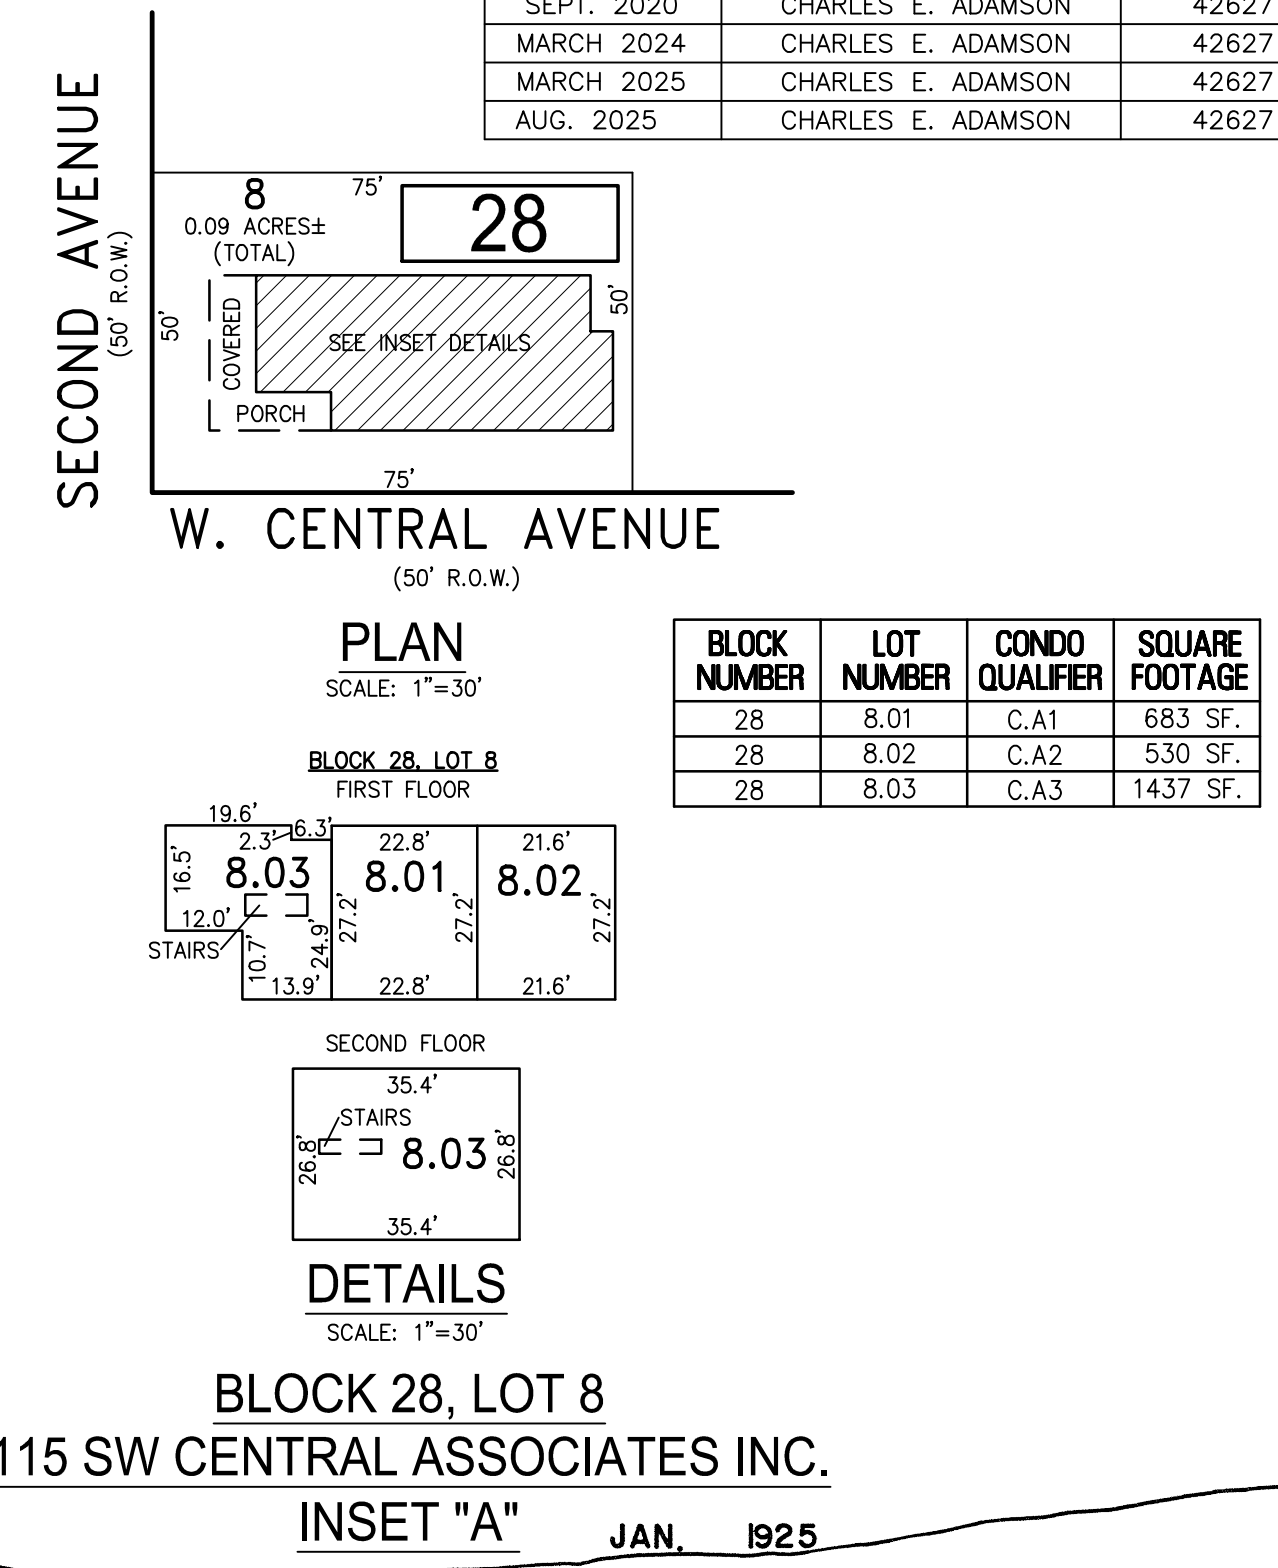 SEPT. 2020 CHARLES E. ADAMSON 42627
MARCH 2024 CHARLES E. ADAMSON 42627
MARCH 2025 CHARLES E. ADAMSON 42627
AUG. 2025 CHARLES E. ADAMSON 42627
SECOND AVENUE
(50' R.O.W.)
8
0.09 ACRES±
(TOTAL)
75'
28
50'
50'
COVERED
PORCH
SEE INSET DETAILS
75'
W. CENTRAL AVENUE
(50' R.O.W.)
PLAN
SCALE: 1"=30'
BLOCK NUMBER LOT NUMBER CONDO QUALIFIER SQUARE FOOTAGE
28 8.01 C.A1 683 SF.
28 8.02 C.A2 530 SF.
28 8.03 C.A3 1437 SF.
BLOCK 28, LOT 8
FIRST FLOOR
19.6'
2.3'
6.3'
16.5'
8.03
12.0'
STAIRS
10.7'
24.9'
13.9'
22.8'
8.01
27.2'
27.2'
22.8'
21.6'
8.02
27.2'
21.6'
SECOND FLOOR
35.4'
STAIRS
26.8'
8.03
26.8'
35.4'
DETAILS
SCALE: 1"=30'
BLOCK 28, LOT 8
115 SW CENTRAL ASSOCIATES INC.
INSET "A"
JAN. 1925